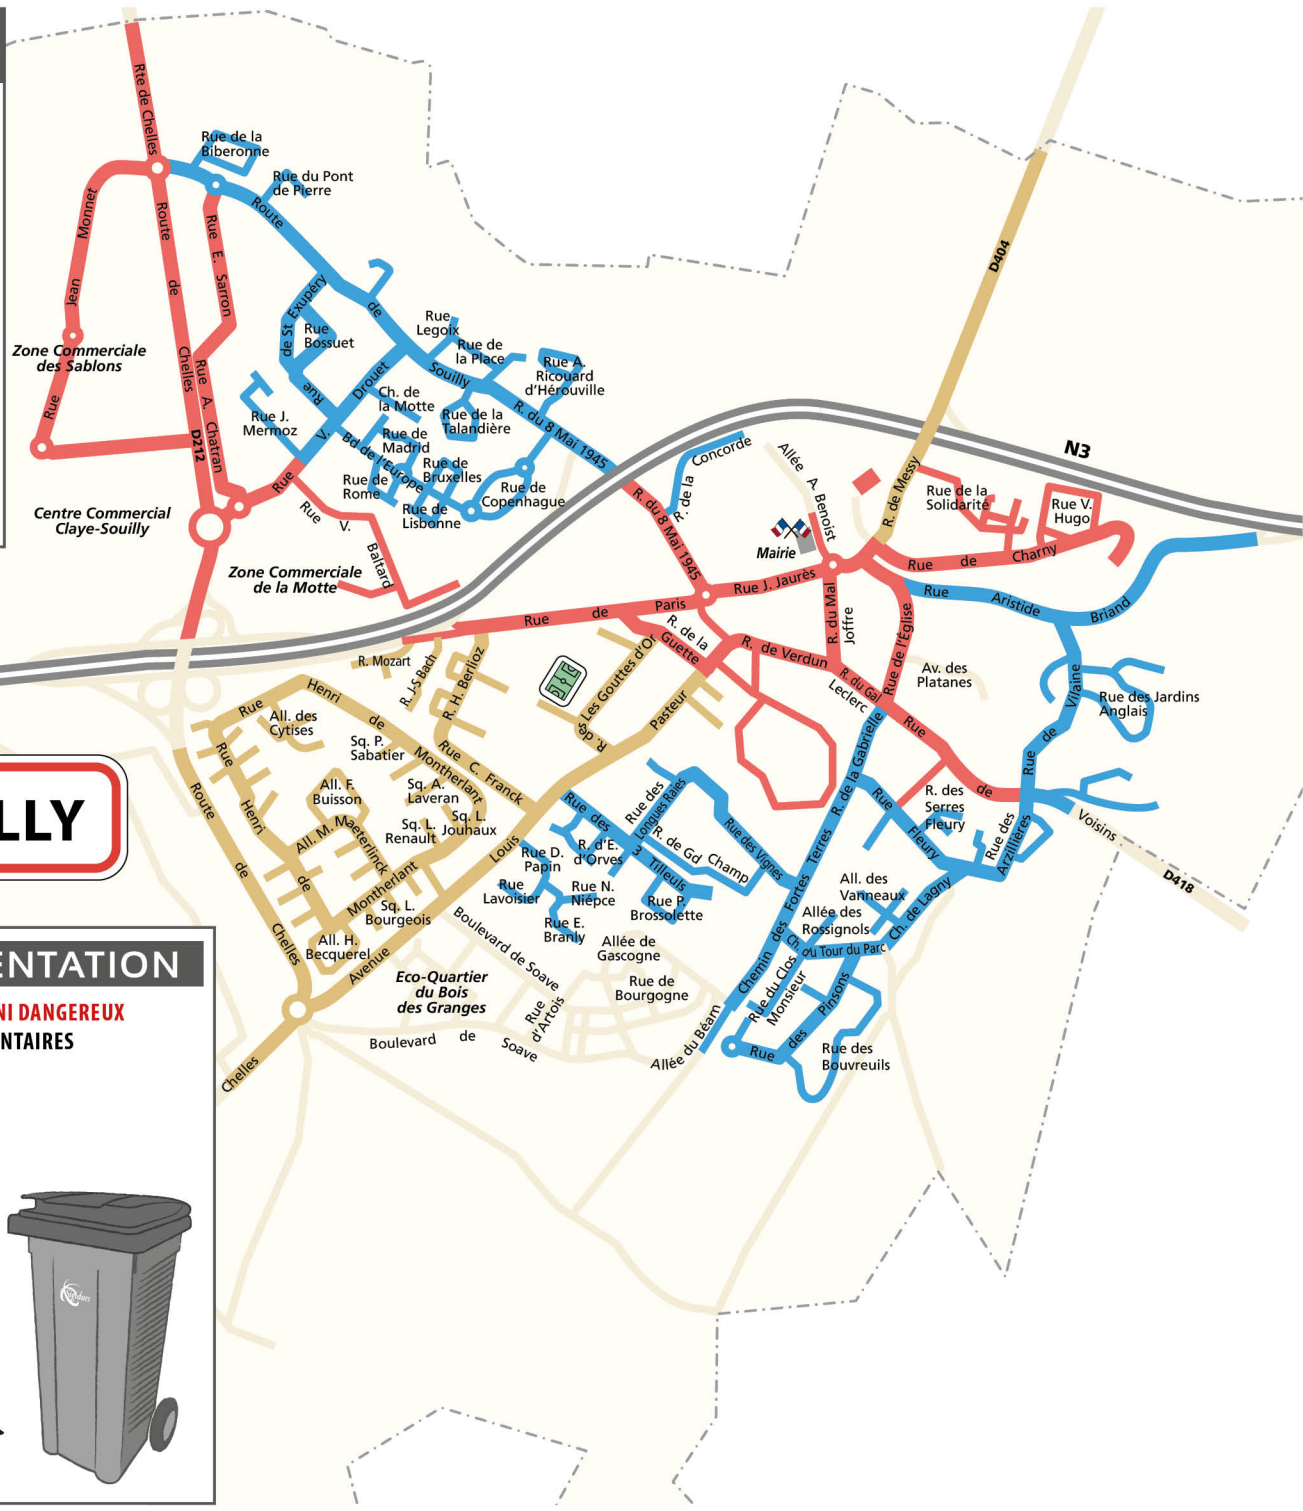 Rte de Chelles
Rue de la
Biberonne
Rue du Pont
de Pierre
Route
de
Souilly
Jean
Monnet
Rue
Route
de
Chelles
D212
Rue E. Sarron
Rue A. Chatran
Zone Commerciale
des Sablons
Centre Commercial
Claye-Souilly
Rue
de St Exupéry
Rue
Bossuet
Rue
Legoix
Rue de
la Place
Rue A.
Ricouard
d'Hérouville
Rue J.
Mermoz
Rue
V.
Drouet
Ch. de
la Motte
Rue de la
Talandière
Rue de
Madrid
Bd de l'Europe
Rue de
Bruxelles
Rue de
Rome
Rue de
Lisbonne
Rue de
Copenhague
R. du 8 Mai 1945
R. du 8 Mai 1945
Rue
V.
Baltard
Zone Commerciale
de la Motte
R. de la
Concorde
Allée A. Benoist
Mairie
D404
R. de Messy
N3
Rue de la
Solidarité
Rue V.
Hugo
Rue de Charny
Rue Aristide Briand
Rue de Paris
Rue J. Jaurès
R. du Mal
Joffre
R. de la
Guette
R. de Verdun
R. du Gal
Leclerc
Rue de l'Église
Av. des
Platanes
Rue de Vilaine
Rue des Jardins
Anglais
Rue de Voisins
D418
R. Mozart
R. J-S Bach
R. H. Berlioz
R. des Les Gouttes d'Or
Pasteur
Rue Henri de Montherlant
All. des
Cytises
Sq. P.
Sabatier
Rue C. Franck
Sq. A.
Laveran
Sq. L.
Jouhaux
Sq. L.
Renault
All. F.
Buisson
All. M. Maeterlinck
Rue
Henri
de
Montherlant
Sq. L.
Bourgeois
All. H.
Becquerel
Avenue
Louis
Route
de
Chelles
Chelles
Rue des
3
Tilleuls
R. d'E.
d'Orves
Rue des
Longues Raies
R. de Gd Champ
Rue des Vignes
Rue D.
Papin
Rue
Lavoisier
Rue N.
Niépce
Rue E.
Branly
Rue P.
Brossolette
R. de la Gabrielle
Rue
Fleury
R. des
Serres
Fleury
Rue des
Arzillières
Chemin des Fortes Terres
All. des
Vanneaux
Allée des
Rossignols
Ch. de Lagny
Ch. du Tour du Parc
Rue du Clos
Monsieur
Rue des Pinsons
Rue des
Bouvreuils
Allée du Béarn
Boulevard de Soave
Allée de
Gascogne
Rue de
Bourgogne
Rue
d'Artois
Eco-Quartier
du Bois
des Granges
Boulevard de Soave
LLY
ENTATION
NI DANGEREUX
NTAIRES